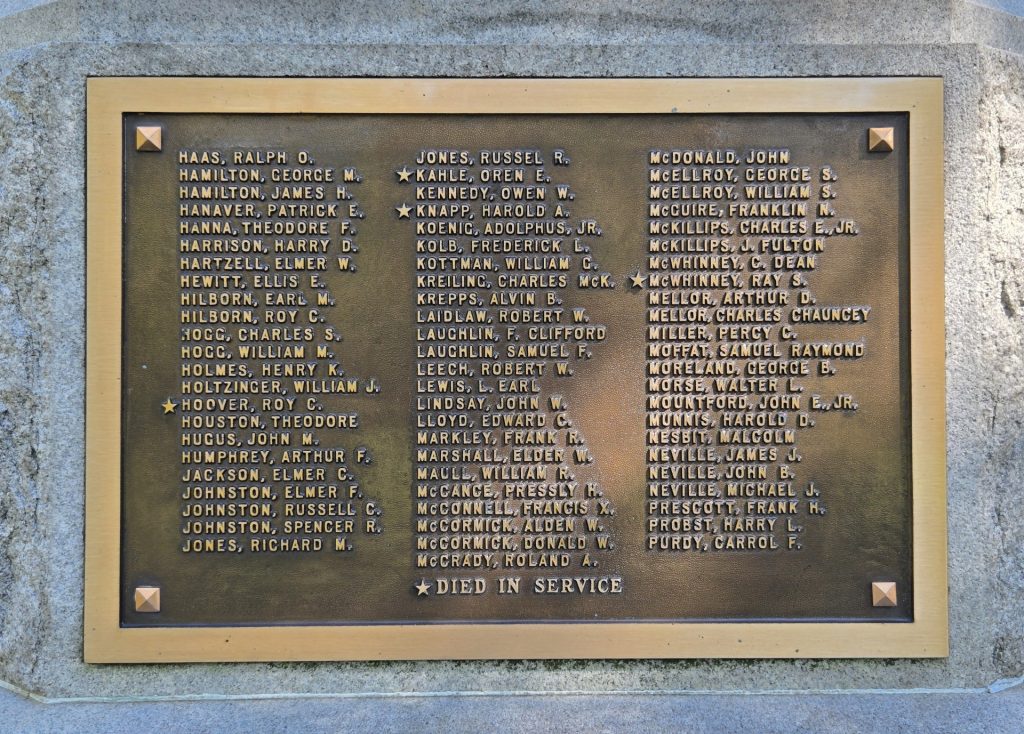 HAAS, RALPH O.
HAMILTON, GEORGE M.
HAMILTON, JAMES H.
HANAVER, PATRICK E.
HANNA, THEODORE F.
HARRISON, HARRY D.
HARTZELL, ELMER W.
HEWITT, ELLIS E.
HILBORN, EARL M.
HILBORN, ROY C.
HOGG, CHARLES S.
HOGG, WILLIAM M.
HOLMES, HENRY K.
HOLTZINGER, WILLIAM J.
★ HOOVER, ROY C.
HOUSTON, THEODORE
HUGUS, JOHN M.
HUMPHREY, ARTHUR F.
JACKSON, ELMER C.
JOHNSTON, ELMER F.
JOHNSTON, RUSSELL C.
JOHNSTON, SPENCER R.
JONES, RICHARD M.
JONES, RUSSEL R.
★ KAHLE, OREN E.
KENNEDY, OWEN W.
★ KNAPP, HAROLD A.
KOENIG, ADOLPHUS, JR.
KOLB, FREDERICK L.
KOTTMAN, WILLIAM C.
KREILING, CHARLES McK.
KREPPS, ALVIN B.
LAIDLAW, ROBERT W.
LAUGHLIN, F. CLIFFORD
LAUGHLIN, SAMUEL F.
LEECH, ROBERT W.
LEWIS, L. EARL
LINDSAY, JOHN W.
LLOYD, EDWARD C.
MARKLEY, FRANK R.
MARSHALL, ELDER W.
MAULL, WILLIAM R.
McCANCE, PRESSLY H.
McCONNELL, FRANCIS X.
McCORMICK, ALDEN W.
McCORMICK, DONALD W.
McCRADY, ROLAND A.
McDONALD, JOHN
McELLROY, GEORGE S.
McELLROY, WILLIAM S.
McGUIRE, FRANKLIN N.
McKILLIPS, CHARLES E., JR.
McKILLIPS, J. FULTON
McWHINNEY, C. DEAN
★ McWHINNEY, RAY S.
MELLOR, ARTHUR D.
MELLOR, CHARLES CHAUNCEY
MILLER, PERCY C.
MOFFAT, SAMUEL RAYMOND
MORELAND, GEORGE B.
MORSE, WALTER L.
MOUNTFORD, JOHN E., JR.
MUNNIS, HAROLD D.
NESBIT, MALCOLM
NEVILLE, JAMES J.
NEVILLE, JOHN B.
NEVILLE, MICHAEL J.
PRESCOTT, FRANK H.
PROBST, HARRY L.
PURDY, CARROL F.
★ DIED IN SERVICE